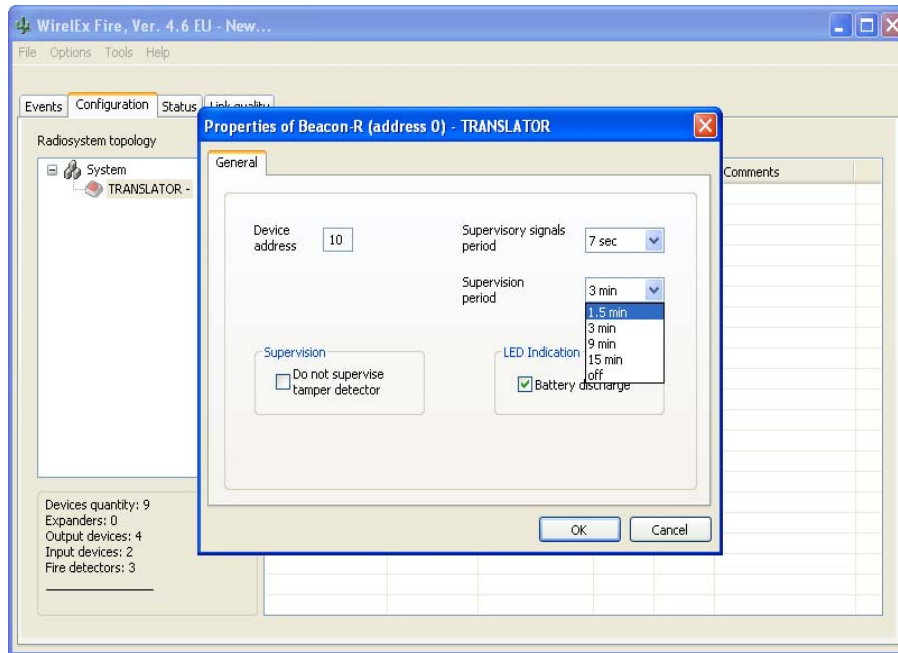 WirelEx Fire, Ver. 4.6 EU - New...
File Options Tools Help
Events Configuration Status Link quality
Radiosystem topology
System
TRANSLATOR -
Comments
Properties of Beacon-R (address 0) - TRANSLATOR
General
Device
address
10
Supervisory signals
period
7 sec
Supervision
period
3 min
1.5 min
3 min
9 min
15 min
off
Supervision
Do not supervise
tamper detector
LED Indication
Battery discharge
OK Cancel
Devices quantity: 9
Expanders: 0
Output devices: 4
Input devices: 2
Fire detectors: 3